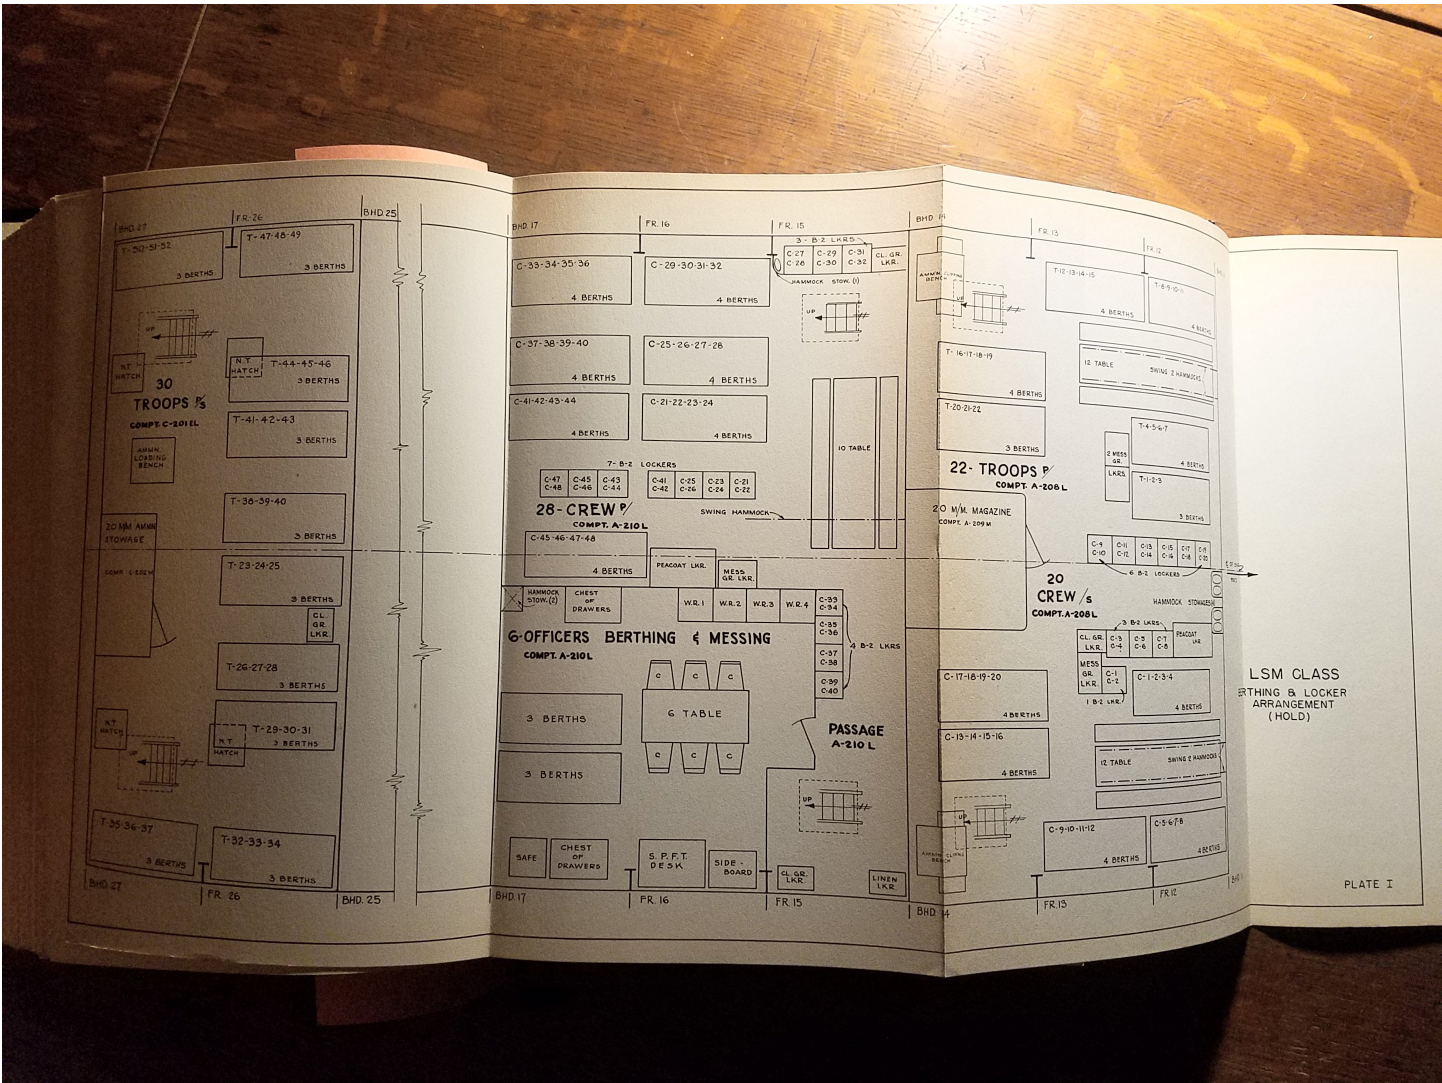 BHD. 27
FR. 26
BHD. 25
T-50-51-52
3 BERTHS
T-47-48-49
3 BERTHS
UP
N.T.
HATCH
N.T.
HATCH
T-44-45-46
3 BERTHS
30
TROOPS P/S
COMPT. C-201EL
T-41-42-43
3 BERTHS
AMMN.
LOADING
BENCH
T-38-39-40
3 BERTHS
20 M/M AMMN
STOWAGE
T-23-24-25
3 BERTHS
CL.
GR.
LKR.
T-26-27-28
3 BERTHS
N.T.
HATCH
T-29-30-31
3 BERTHS
N.T.
HATCH
UP
T-35-36-37
3 BERTHS
T-32-33-34
3 BERTHS
BHD. 27
FR. 26
BHD. 25
BHD. 17
FR. 16
FR. 15
BHD. 14
C-33-34-35-36
4 BERTHS
C-29-30-31-32
4 BERTHS
3 - B-2 LKRS
C-27
C-28
C-29
C-30
C-31
C-32
CL. GR.
LKR.
HAMMOCK STOW. (1)
UP
C-37-38-39-40
4 BERTHS
C-25-26-27-28
4 BERTHS
C-41-42-43-44
4 BERTHS
C-21-22-23-24
4 BERTHS
10 TABLE
7- B-2 LOCKERS
C-47
C-48
C-45
C-46
C-43
C-44
C-41
C-42
C-25
C-26
C-23
C-24
C-21
C-22
28-CREW P/
COMPT. A-210L
SWING HAMMOCK
C-45-46-47-48
4 BERTHS
PEACOAT LKR.
MESS
GR. LKR.
HAMMOCK
STOW. (2)
CHEST
OF
DRAWERS
W.R. 1
W.R. 2
W.R. 3
W.R. 4
C-33
C-34
C-35
C-36
C-37
C-38
C-39
C-40
4 B-2 LKRS
6-OFFICERS BERTHING & MESSING
COMPT. A-210L
C
C
C
6 TABLE
C
C
C
3 BERTHS
3 BERTHS
PASSAGE
A-210 L
UP
SAFE
CHEST
OF
DRAWERS
S.P.F.T.
DESK
SIDE-
BOARD
CL. GR.
LKR.
LINEN
LKR.
BHD. 17
FR. 16
FR. 15
BHD. 14
FR. 13
FR. 12
AMMN. CLIPPING
BENCH
UP
T-12-13-14-15
4 BERTHS
T-8-9-10-11
4 BERTHS
T-16-17-18-19
4 BERTHS
12 TABLE
SWING 2 HAMMOCKS
T-20-21-22
3 BERTHS
T-4-5-6-7
4 BERTHS
2 MESS
GR.
LKRS.
22- TROOPS P/
COMPT. A-208L
T-1-2-3
3 BERTHS
20 M/M. MAGAZINE
COMPT. A-209M
C-9
C-10
C-11
C-12
C-13
C-14
C-15
C-16
C-17
C-18
C-19
C-20
6 B-2 LOCKERS
20
CREW /S
COMPT. A-208L
HAMMOCK STOWAGES
3 B-2 LKRS
CL. GR.
LKR.
C-3
C-4
C-5
C-6
C-7
C-8
PEACOAT
LKR.
MESS
GR.
LKR.
C-1
C-2
1 B-2 LKR.
C-1-2-3-4
4 BERTHS
C-17-18-19-20
4 BERTHS
C-13-14-15-16
4 BERTHS
12 TABLE
SWING 2 HAMMOCKS
UP
AMMN. CLIPPING
BENCH
C-9-10-11-12
4 BERTHS
C-5-6-7-8
4 BERTHS
FR. 13
FR. 12
LSM CLASS
ERTHING & LOCKER
ARRANGEMENT
(HOLD)
PLATE I